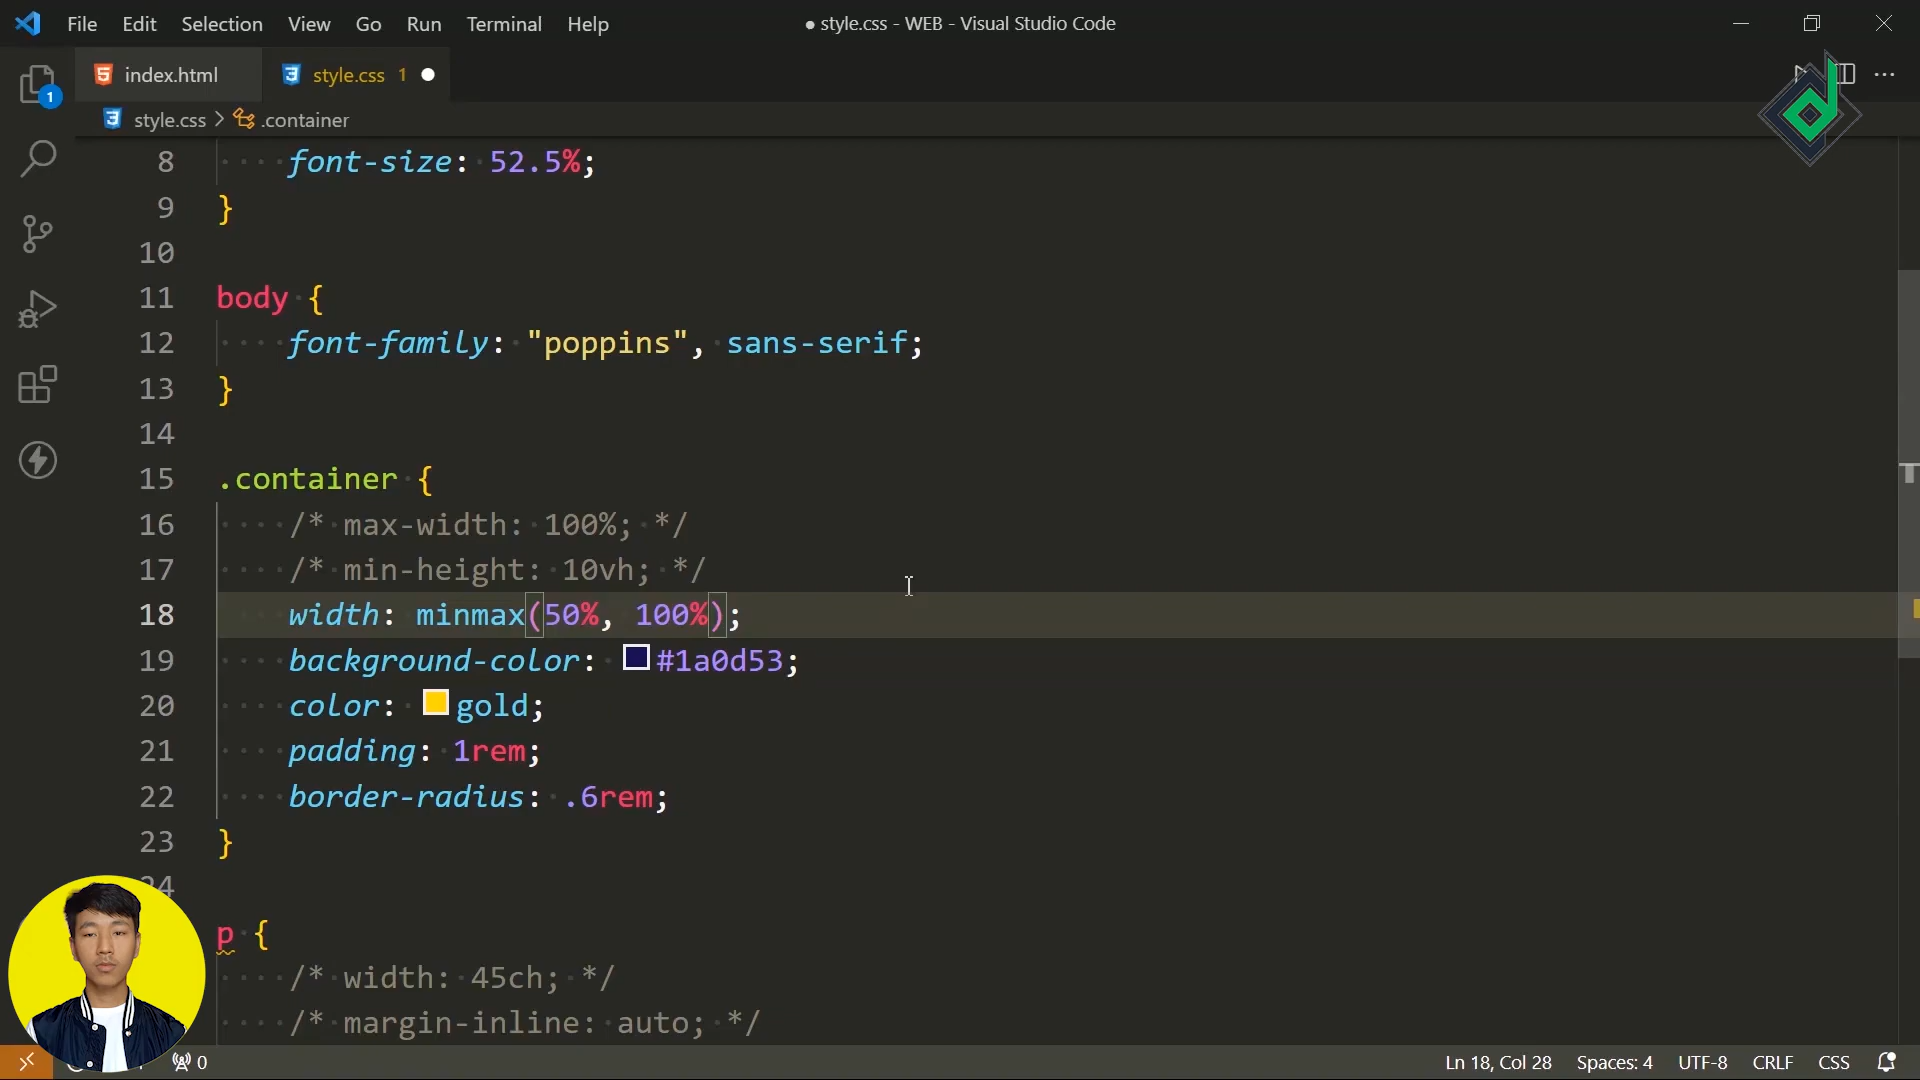 File Edit Selection View Go Run Terminal Help
● style.css - WEB - Visual Studio Code
index.html
style.css 1
1
style.css > .container
8 font-size: 52.5%;
9 }
10
11 body {
12 font-family: "poppins", sans-serif;
13 }
14
15 .container {
16 /* max-width: 100%; */
17 /* min-height: 10vh; */
18 width: minmax(50%, 100%);
19 background-color: #1a0d53;
20 color: gold;
21 padding: 1rem;
22 border-radius: .6rem;
23 }
24
p {
/* width: 45ch; */
/* margin-inline: auto; */
0
Ln 18, Col 28 Spaces: 4 UTF-8 CRLF CSS